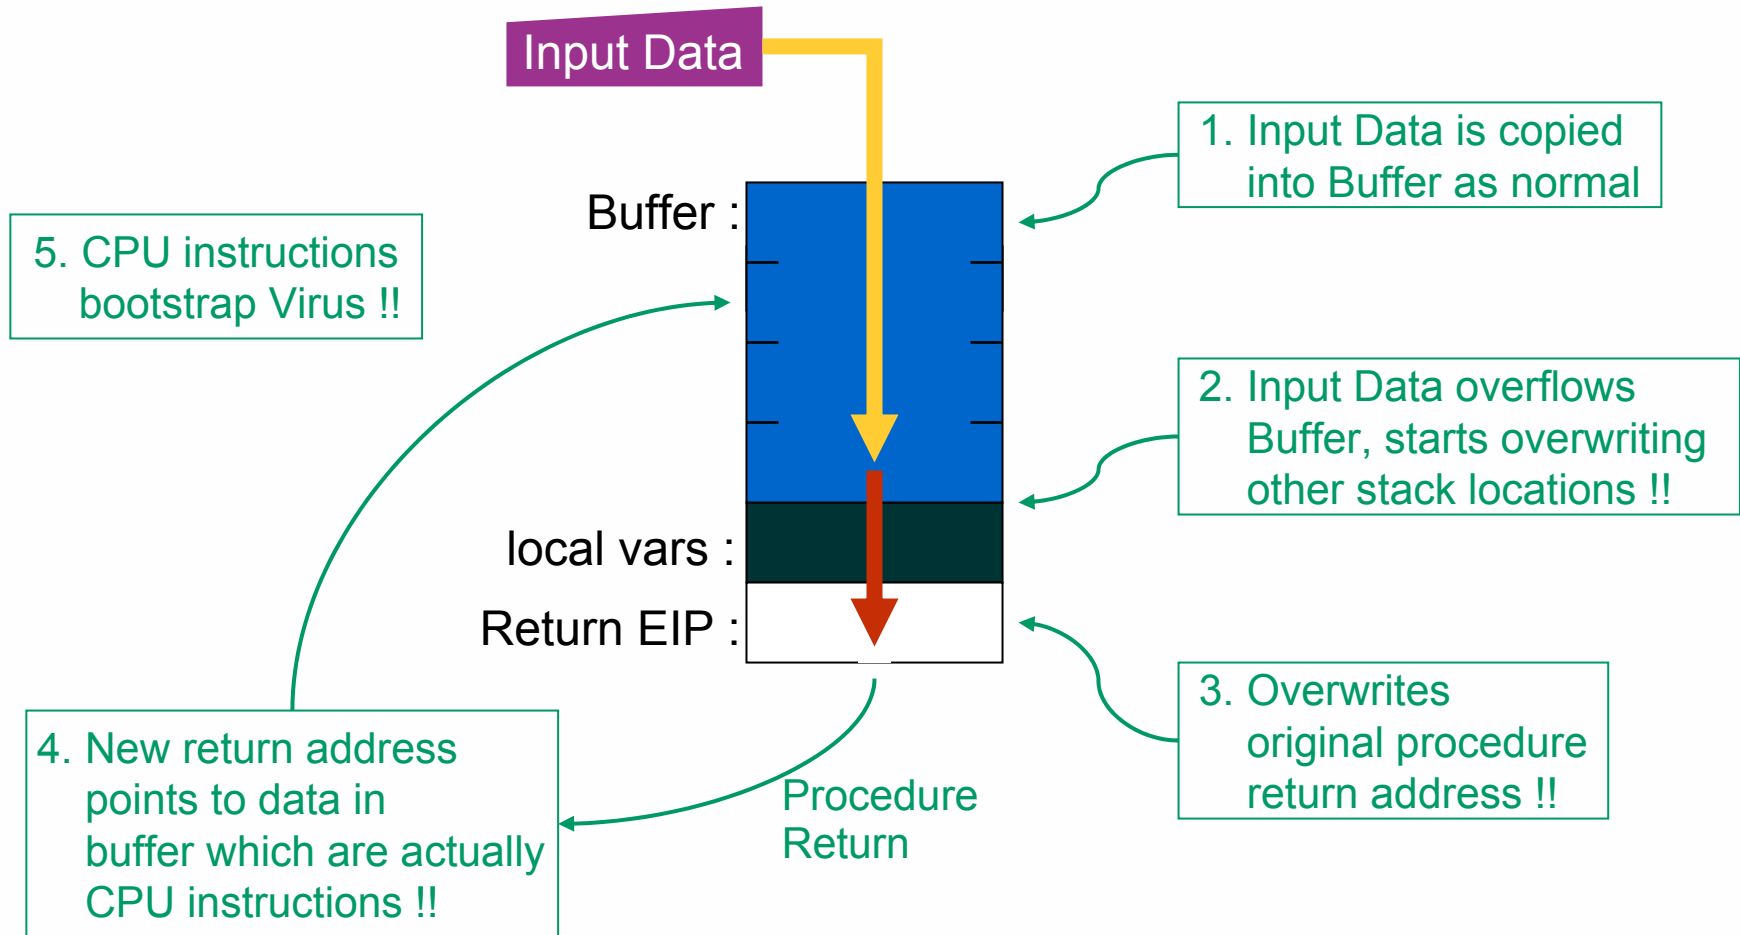 Input Data
1. Input Data is copied
into Buffer as normal
Buffer :
5. CPU instructions
bootstrap Virus !!
2. Input Data overflows
Buffer, starts overwriting
other stack locations !!
local vars :
Return EIP :
3. Overwrites
original procedure
return address !!
4. New return address
points to data in
buffer which are actually
CPU instructions !!
Procedure
Return